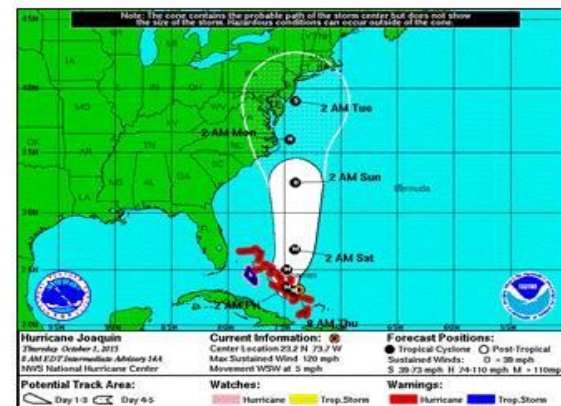 Note: The cone contains the probable path of the storm center but does not show
the size of the storm. Hazardous conditions can occur outside of the cone.
2 AM Tue
2 AM Mon
2 AM Sun
Bermuda
2 AM Sat
2 AM Fri
8 AM Thu
Hurricane Joaquin
Thursday October 1, 2015
8 AM EDT Intermediate Advisory 14A
NWS National Hurricane Center
Current Information:
Center Location 23.2 N 73.7 W
Max Sustained Wind 120 mph
Movement WSW at 5 mph
Forecast Positions:
Tropical Cyclone Post-Tropical
Sustained Winds: D < 39 mph
S 39-73 mph H 74-110 mph M > 110mph
Potential Track Area:
Day 1-3 Day 4-5
Watches:
Hurricane Trop.Storm
Warnings:
Hurricane Trop.Storm